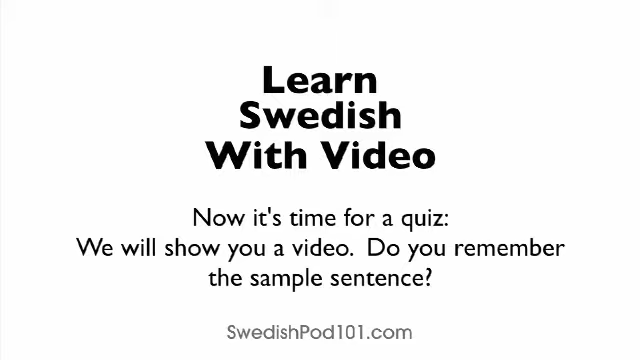 Learn
Swedish
With Video
Now it's time for a quiz:
We will show you a video.  Do you remember
the sample sentence?
SwedishPod101.com